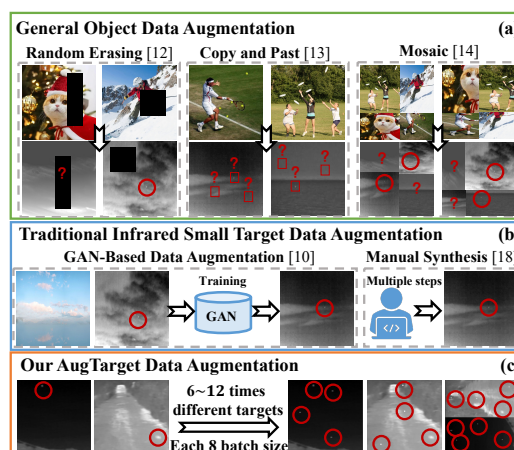 General Object Data Augmentation (a
Random Erasing [12] Copy and Past [13] Mosaic [14]
? ? ? ? ? ? ? ? ?
Traditional Infrared Small Target Data Augmentation (b
GAN-Based Data Augmentation [10] Manual Synthesis [18]
Training Multiple steps
GAN </>
Our AugTarget Data Augmentation (c
6~12 times
different targets
Each 8 batch size